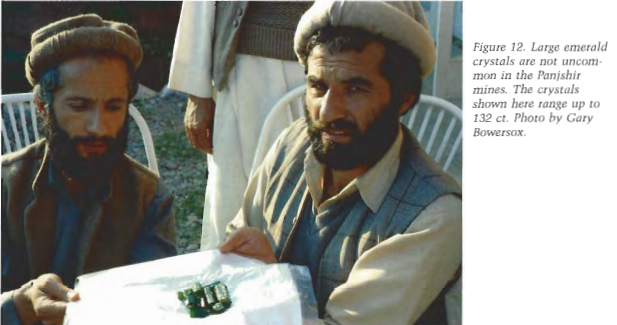 Figure 12. Large emerald
crystals are not uncom-
mon in the Panjshir
mines. The crystals
shown here range up to
132 ct. Photo by Gary
Bowersox.